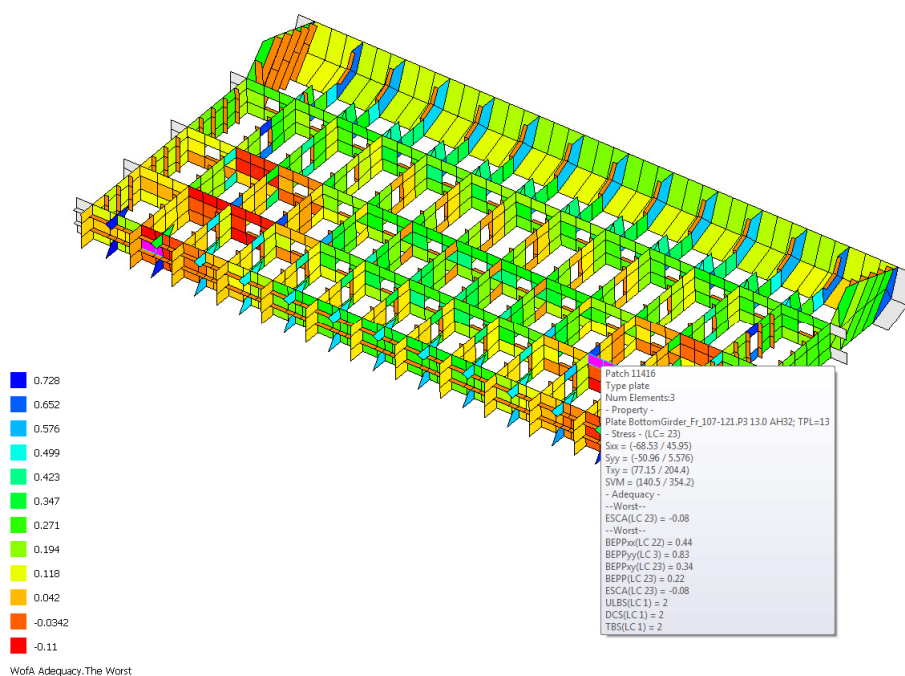 0.728
0.652
0.576
0.499
0.423
0.347
0.271
0.194
0.118
0.042
-0.0342
-0.11
WofA Adequacy.The Worst
Patch 11416
Type plate
Num Elements:3
- Property -
Plate BottomGirder_Fr_107-121.P3 13.0 AH32; TPL=13
- Stress - (LC= 23)
Sxx = (-68.53 / 45.95)
Syy = (-50.96 / 5.576)
Txy = (77.15 / 204.4)
SVM = (140.5 / 354.2)
- Adequacy -
--Worst--
ESCA(LC 23) = -0.08
--Worst--
BEPPxx(LC 22) = 0.44
BEPPyy(LC 3) = 0.83
BEPPxy(LC 23) = 0.34
BEPP(LC 23) = 0.22
ESCA(LC 23) = -0.08
ULBS(LC 1) = 2
DCS(LC 1) = 2
TBS(LC 1) = 2